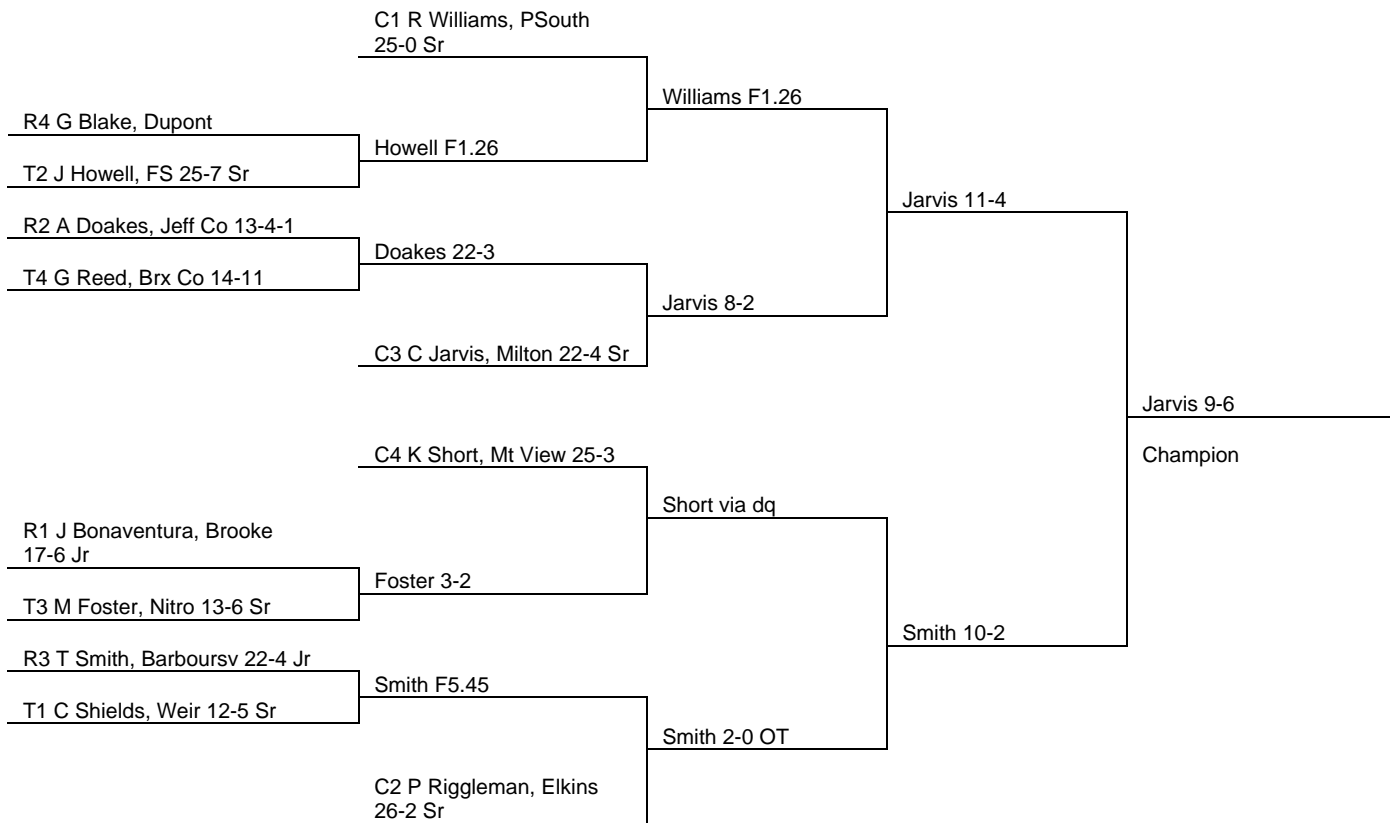 C1 R Williams, PSouth
25-0 Sr
Williams F1.26
R4 G Blake, Dupont
Howell F1.26
T2 J Howell, FS 25-7 Sr
Jarvis 11-4
R2 A Doakes, Jeff Co 13-4-1
Doakes 22-3
T4 G Reed, Brx Co 14-11
Jarvis 8-2
C3 C Jarvis, Milton 22-4 Sr
Jarvis 9-6
C4 K Short, Mt View 25-3
Champion
Short via dq
R1 J Bonaventura, Brooke
17-6 Jr
Foster 3-2
T3 M Foster, Nitro 13-6 Sr
Smith 10-2
R3 T Smith, Barboursv 22-4 Jr
Smith F5.45
T1 C Shields, Weir 12-5 Sr
Smith 2-0 OT
C2 P Riggleman, Elkins
26-2 Sr